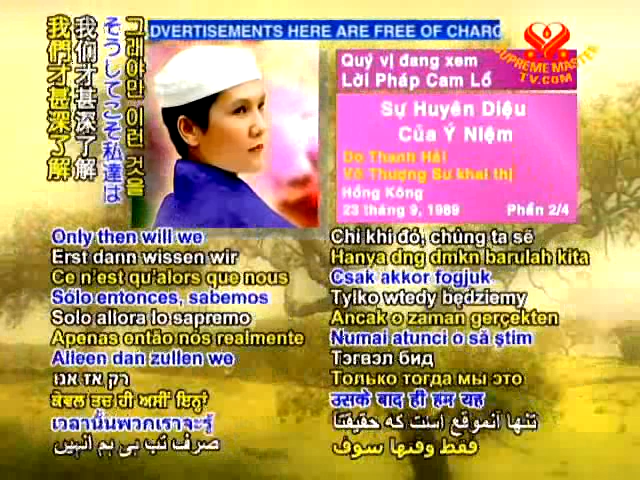 ADVERTISEMENTS HERE ARE FREE OF CHARG
SUPREME MASTER
TV.COM
我們才甚深了解
我们才甚深了解
そうしてこそ私達は
그래야만 이런 것을
Quý vị đang xem
Lời Pháp Cam Lồ
Sự Huyền Diệu
Của Ý Niệm
Do Thanh Hải
Vô Thượng Sư khai thị
Hồng Kông
23 tháng 9, 1989 Phần 2/4
Only then will we
Erst dann wissen wir
Ce n'est qu'alors que nous
Sólo entonces, sabemos
Solo allora lo sapremo
Apenas então nós realmente
Alleen dan zullen we
רק אז אנו
ਕੇਵਲ ਤਦ ਹੀ ਅਸੀਂ ਇਨ੍ਹਾਂ
เวลานั้นพวกเราจะรู้
صرف تب ہی ہم انہیں
Chỉ khi đó, chúng ta sẽ
Hanya dng dmkn barulah kita
Csak akkor fogjuk
Tylko wtedy będziemy
Ancak o zaman gerçekten
Numai atunci o să ştim
Тэгвэл бид
Только тогда мы это
उसके बाद ही हम यह
تنها آنموقع است که حقیقتا
فقط وقتها سوف